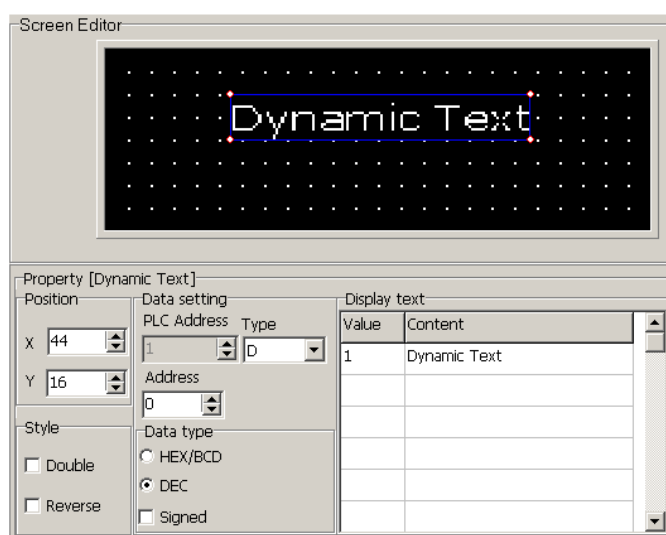 Screen Editor
Dynamic Text
Property [Dynamic Text]
Position
X 44
Y 16
Style
Double
Reverse
Data setting
PLC Address Type
1 D
Address
0
Data type
HEX/BCD
DEC
Signed
Display text
Value Content
1 Dynamic Text